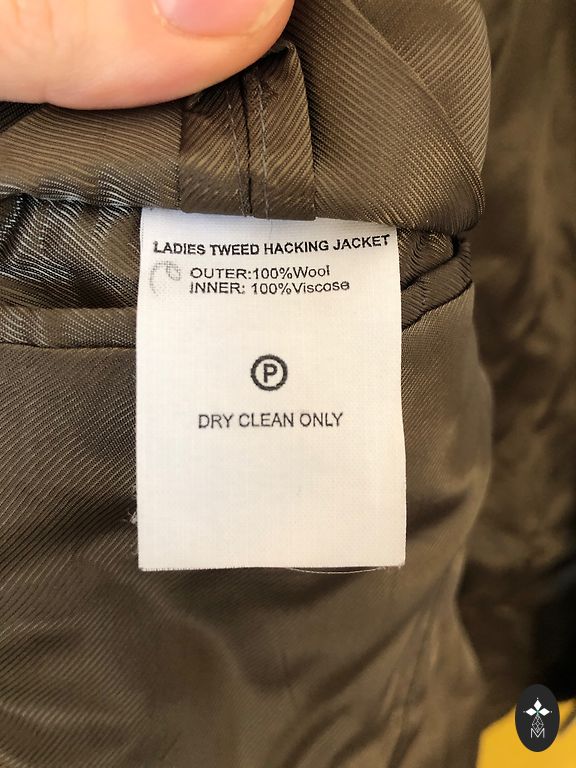 LADIES TWEED HACKING JACKET
OUTER:100%Wool
INNER: 100%Viscose
P
DRY CLEAN ONLY
M